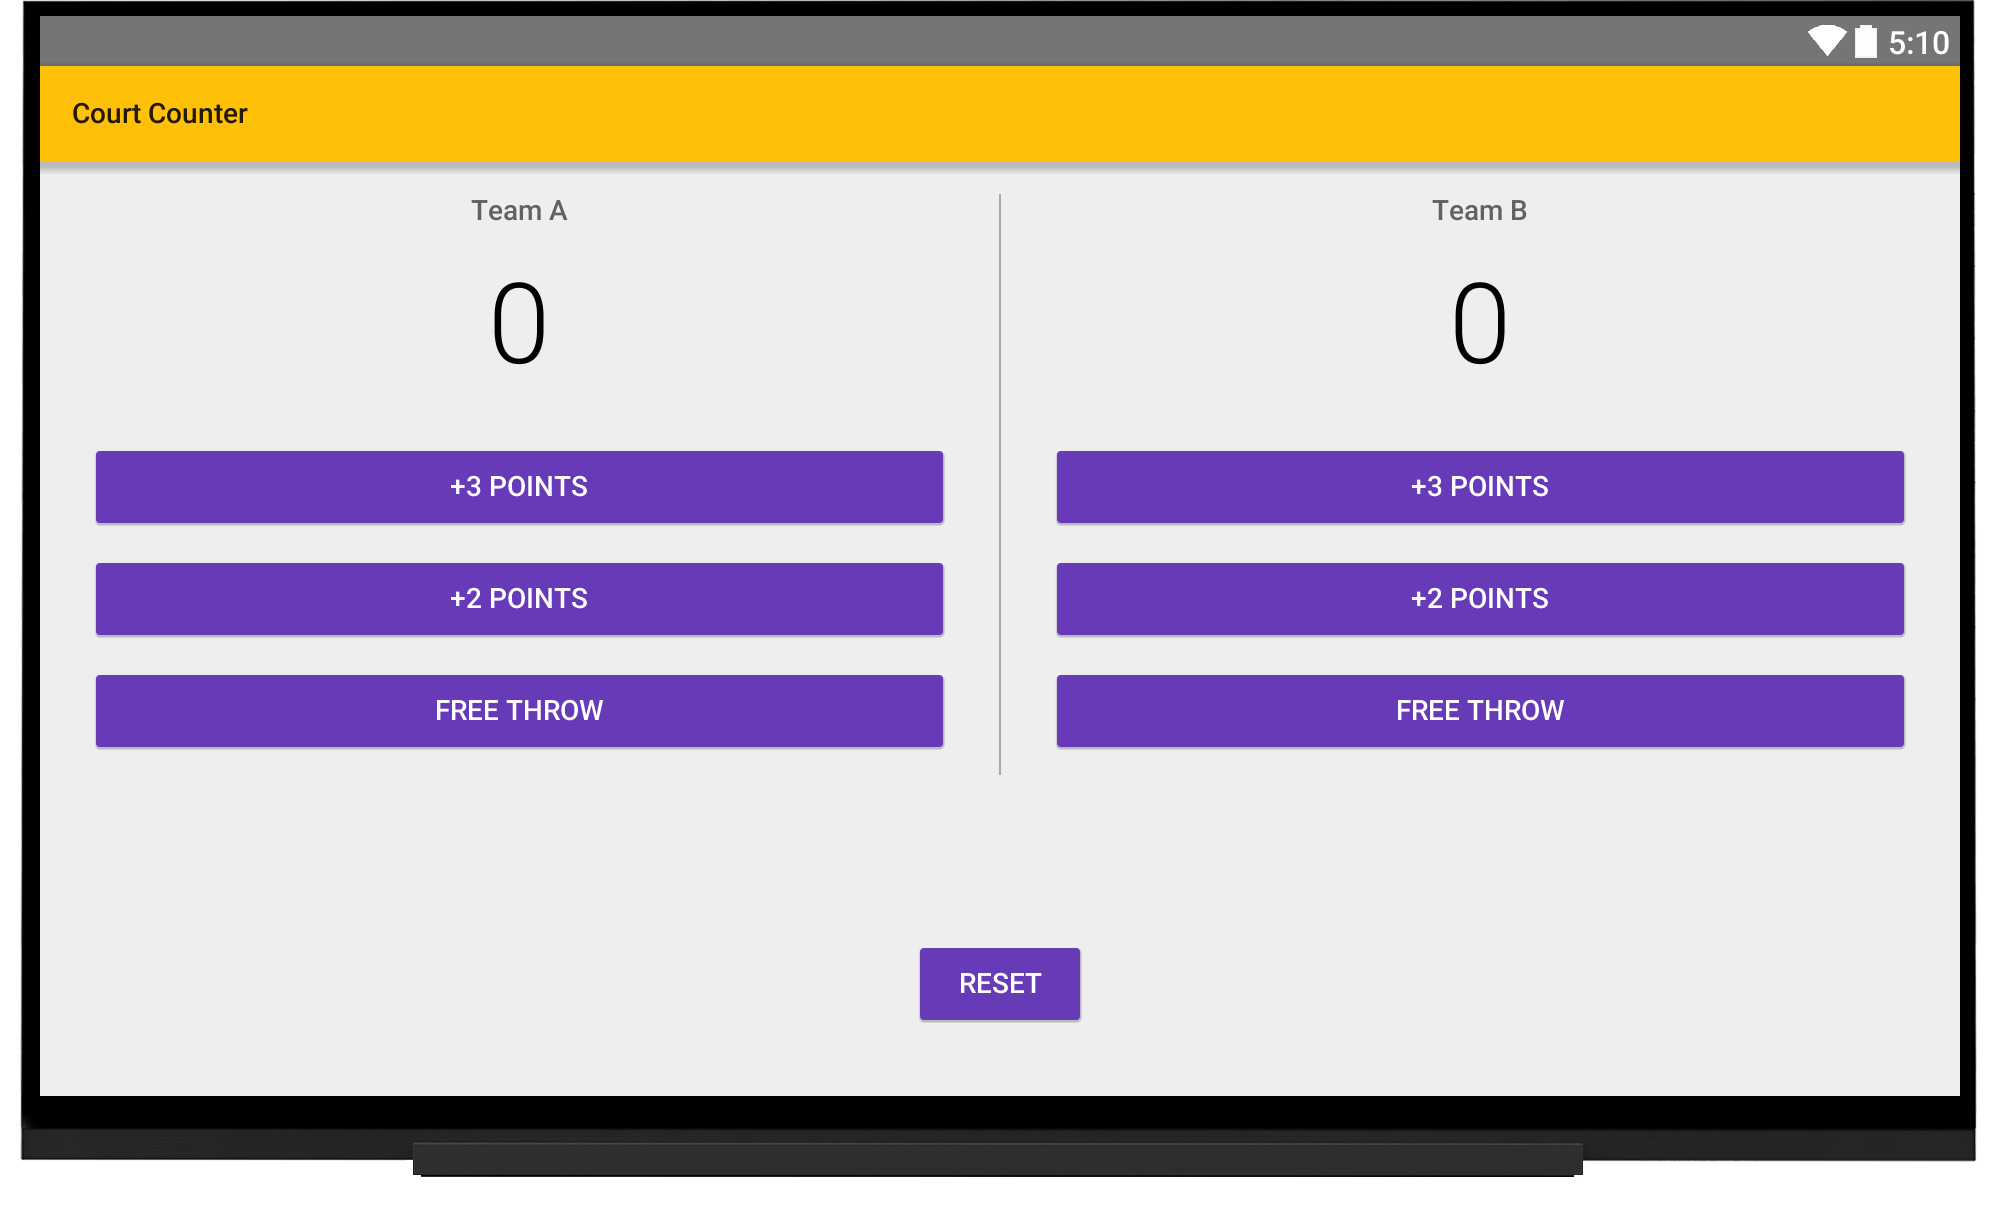 5:10
Court Counter
Team A
0
+3 POINTS
+2 POINTS
FREE THROW
Team B
0
+3 POINTS
+2 POINTS
FREE THROW
RESET